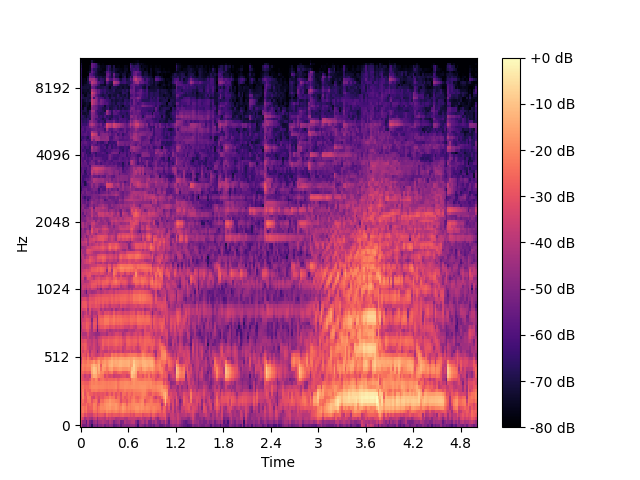 +0 dB
8192
-10 dB
4096
-20 dB
-30 dB
2048
Hz
-40 dB
1024
-50 dB
512
-60 dB
-70 dB
0
-80 dB
0 0.6 1.2 1.8 2.4 3 3.6 4.2 4.8
Time